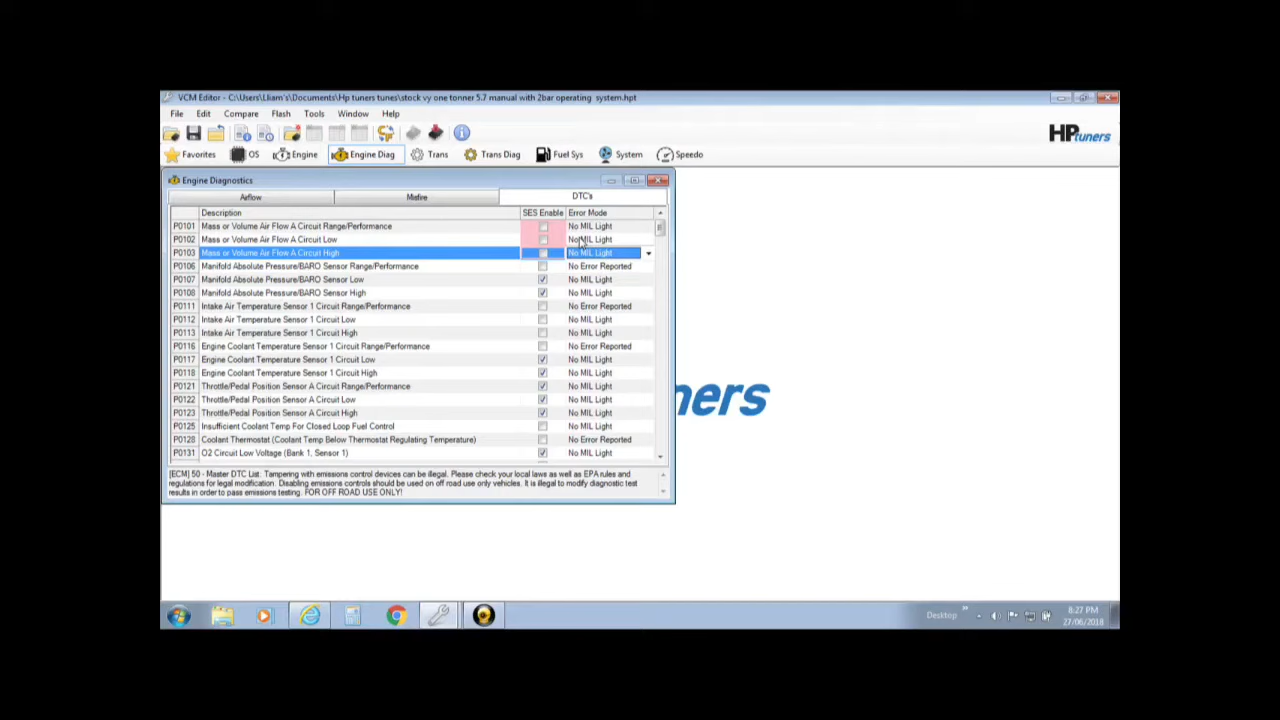 VCM Editor - C:\Users\Lkam's\Documents\Hp tuners tunes\stock vy one tonner 5.7 manual with 2bar operating system.hpt
File Edit Compare Flash Tools Window Help
HPtuners
Favorites OS Engine Engine Diag Trans Trans Diag Fuel Sys System Speedo
Engine Diagnostics
Airflow Misfire DTC's
Description SES Enable Error Mode
P0101 Mass or Volume Air Flow A Circuit Range/Performance No MIL Light
P0102 Mass or Volume Air Flow A Circuit Low No MIL Light
P0103 Mass or Volume Air Flow A Circuit High No MIL Light
P0106 Manifold Absolute Pressure/BARO Sensor Range/Performance No Error Reported
P0107 Manifold Absolute Pressure/BARO Sensor Low No MIL Light
P0108 Manifold Absolute Pressure/BARO Sensor High No MIL Light
P0111 Intake Air Temperature Sensor 1 Circuit Range/Performance No Error Reported
P0112 Intake Air Temperature Sensor 1 Circuit Low No MIL Light
P0113 Intake Air Temperature Sensor 1 Circuit High No MIL Light
P0116 Engine Coolant Temperature Sensor 1 Circuit Range/Performance No Error Reported
P0117 Engine Coolant Temperature Sensor 1 Circuit Low No MIL Light
P0118 Engine Coolant Temperature Sensor 1 Circuit High No MIL Light
P0121 Throttle/Pedal Position Sensor A Circuit Range/Performance No MIL Light
P0122 Throttle/Pedal Position Sensor A Circuit Low No MIL Light
P0123 Throttle/Pedal Position Sensor A Circuit High No MIL Light
P0125 Insufficient Coolant Temp For Closed Loop Fuel Control No MIL Light
P0128 Coolant Thermostat (Coolant Temp Below Thermostat Regulating Temperature) No Error Reported
P0131 O2 Circuit Low Voltage (Bank 1, Sensor 1) No MIL Light
ners
[ECM] 50 - Master DTC List. Tampering with emissions control devices can be illegal. Please check your local laws as well as EPA rules and
regulations for legal modification. Disabling emissions controls should be used on off road use only vehicles. It is illegal to modify diagnostic test
results in order to pass emissions testing. FOR OFF ROAD USE ONLY!
Desktop 8:27 PM
27/06/2018